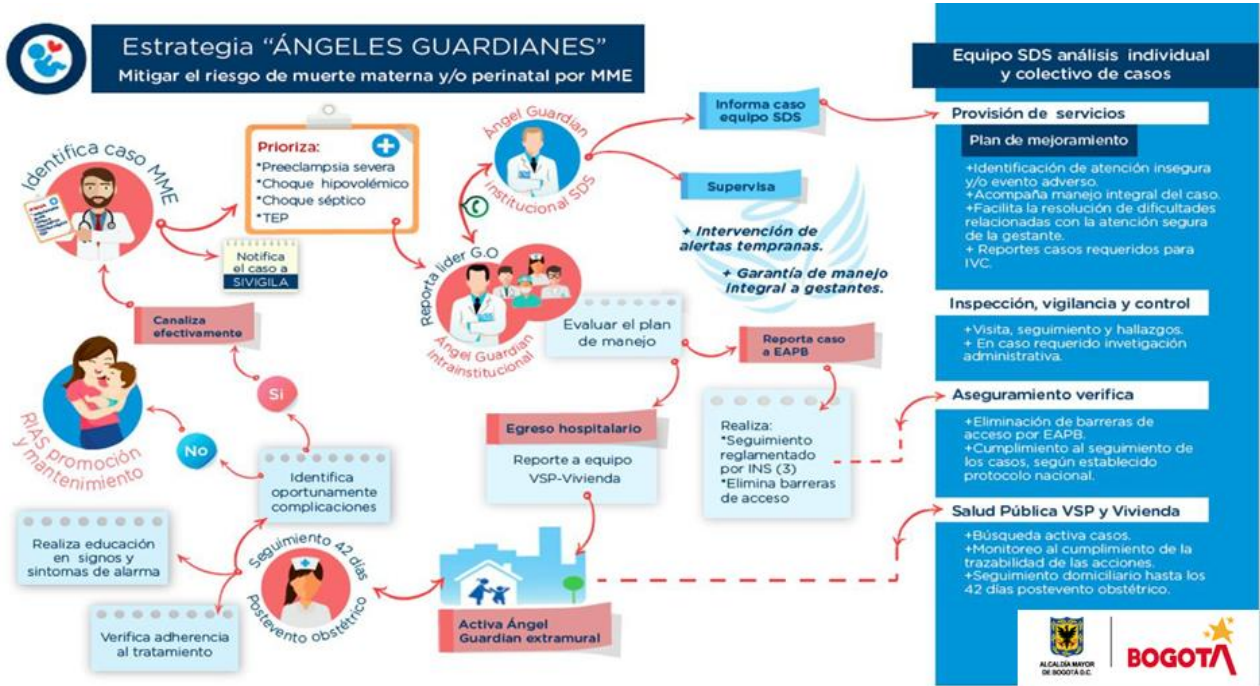 Estrategia "ÁNGELES GUARDIANES"
Mitigar el riesgo de muerte materna y/o perinatal por MME
Identifica caso MME
Prioriza:
*Preeclampsia severa
*Choque hipovolémico
*Choque séptico
*TEP
Notifica
el caso a
SIVIGILA
Ángel Guardian
Institucional SDS
Informa caso
equipo SDS
Supervisa
+ Intervención de
alertas tempranas.
+ Garantía de manejo
integral a gestantes.
Reporta lider G.O
Ángel Guardian
Intrainstitucional
Evaluar el plan
de manejo
Reporta caso
a EAPB
Realiza:
*Seguimiento
reglamentado
por INS (3)
*Elimina barreras
de acceso
Egreso hospitalario
Reporte a equipo
VSP-Vivienda
Activa Ángel
Guardian extramural
Seguimiento 42 días
Postevento obstétrico
Identifica
oportunamente
complicaciones
Realiza educación
en signos y
sintomas de alarma
Verifica adherencia
al tratamiento
Si
No
Canaliza
efectivamente
RIAS promoción
y mantenimiento
Equipo SDS análisis individual
y colectivo de casos
Provisión de servicios
Plan de mejoramiento
+Identificación de atención insegura
y/o evento adverso.
+Acompaña manejo integral del caso.
+Facilita la resolución de dificultades
relacionadas con la atención segura
de la gestante.
+Reportes casos requeridos para
IVC.
Inspección, vigilancia y control
+Visita, seguimiento y hallazgos.
+ En caso requerido invetigación
administrativa.
Aseguramiento verifica
+Eliminación de barreras de
acceso por EAPB.
+Cumplimiento al seguimiento de
los casos, según establecido
protocolo nacional.
Salud Pública VSP y Vivienda
+Búsqueda activa casos.
+Monitoreo al cumplimiento de la
trazabilidad de las acciones.
+Seguimiento domiciliario hasta los
42 días postevento obstétrico.
ALCALDÍA MAYOR
DE BOGOTÁ D.C.
BOGOTÁ